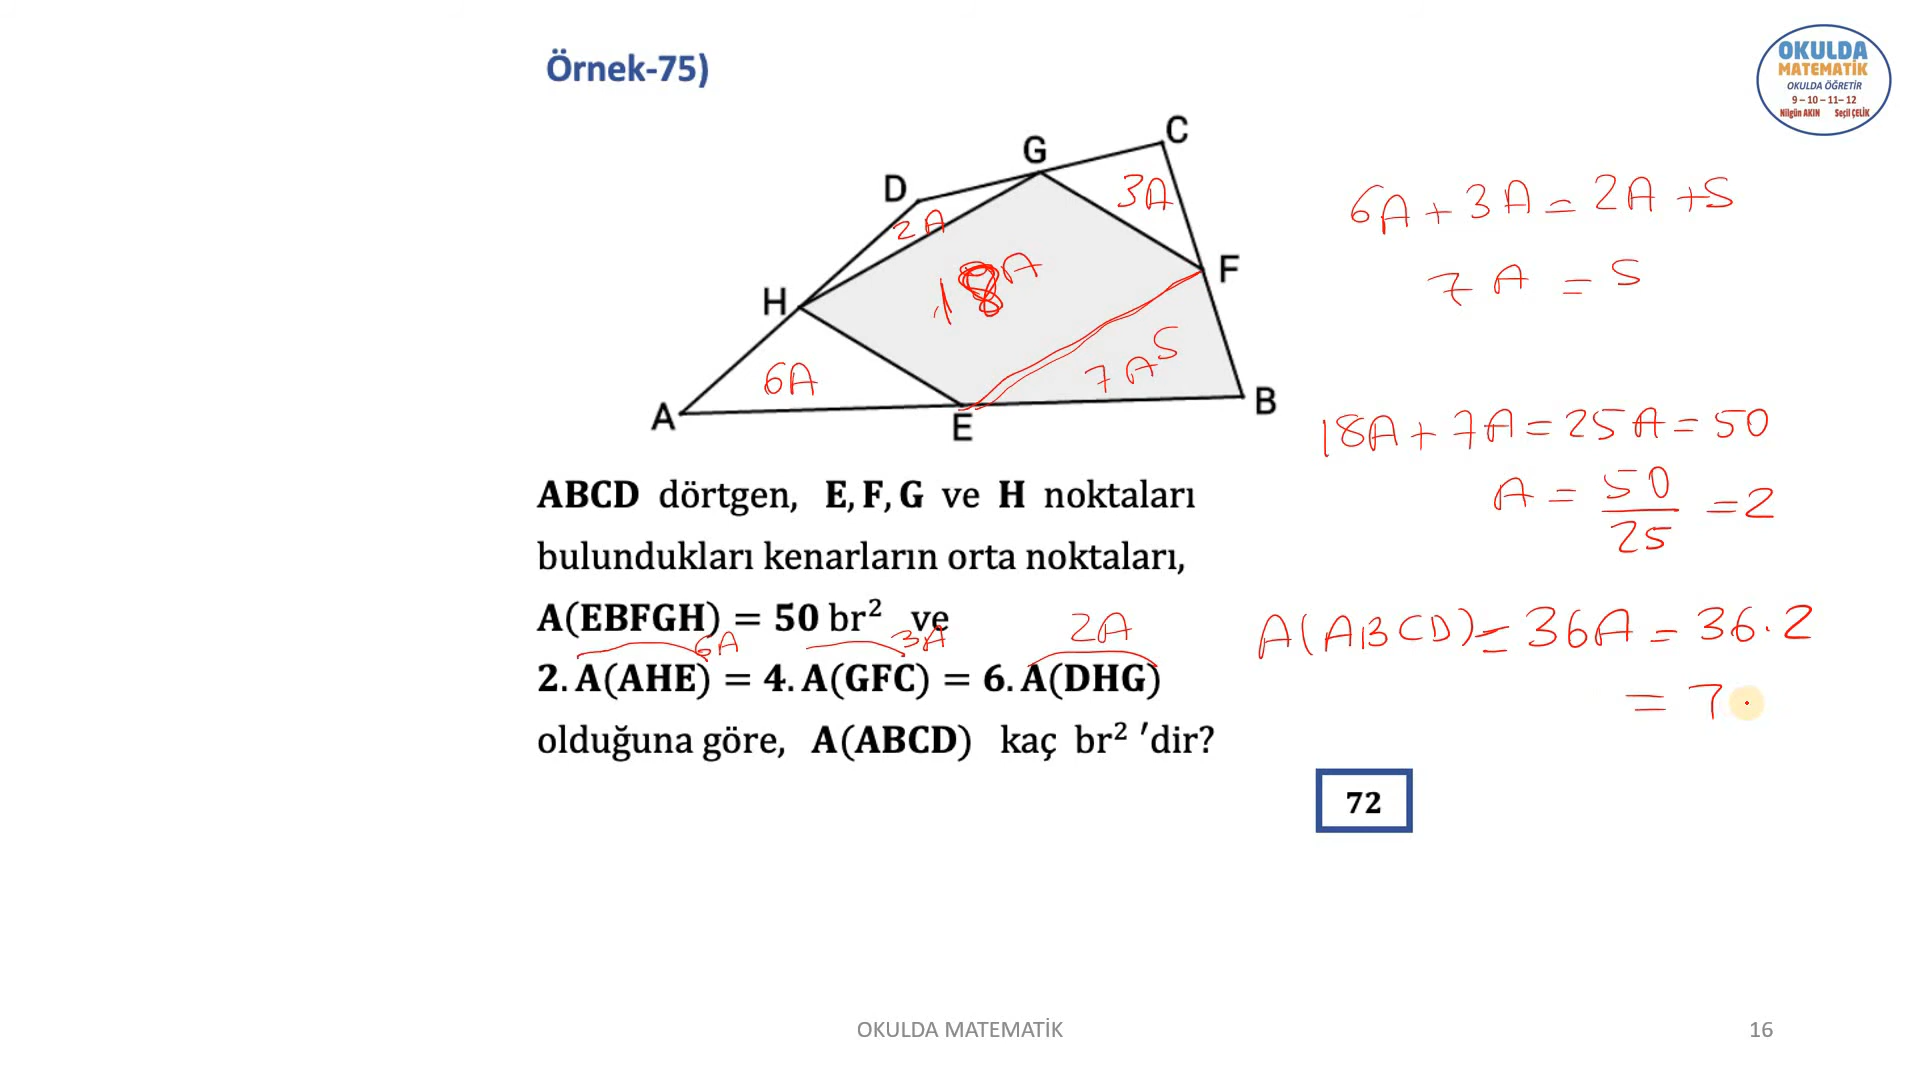 Örnek-75)
OKULDA
MATEMATİK
OKULDA ÖĞRETİR
9 – 10 – 11– 12
Nilgün AKIN Seçil ÇELİK
C
G
D
3A
2A
18A
F
H
7A S
6A
A
B
E
6A + 3A = 2A + S
7A = S
18A + 7A = 25A = 50
A = 50/25 = 2
A(ABCD) = 36A = 36.2
= 7
ABCD dörtgen, E, F, G ve H noktaları
bulundukları kenarların orta noktaları,
A(EBFGH) = 50 br² ve
6A 3A 2A
2. A(AHE) = 4. A(GFC) = 6. A(DHG)
olduğuna göre, A(ABCD) kaç br² ′dir?
72
OKULDA MATEMATİK
16